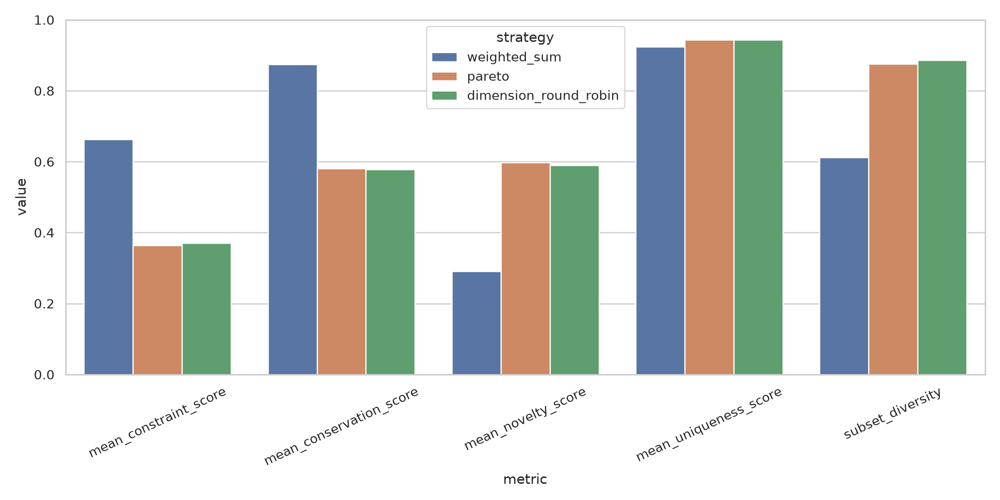 1.0
0.8
0.6
0.4
0.2
0.0
value
strategy
weighted_sum
pareto
dimension_round_robin
mean_constraint_score
mean_conservation_score
mean_novelty_score
mean_uniqueness_score
subset_diversity
metric